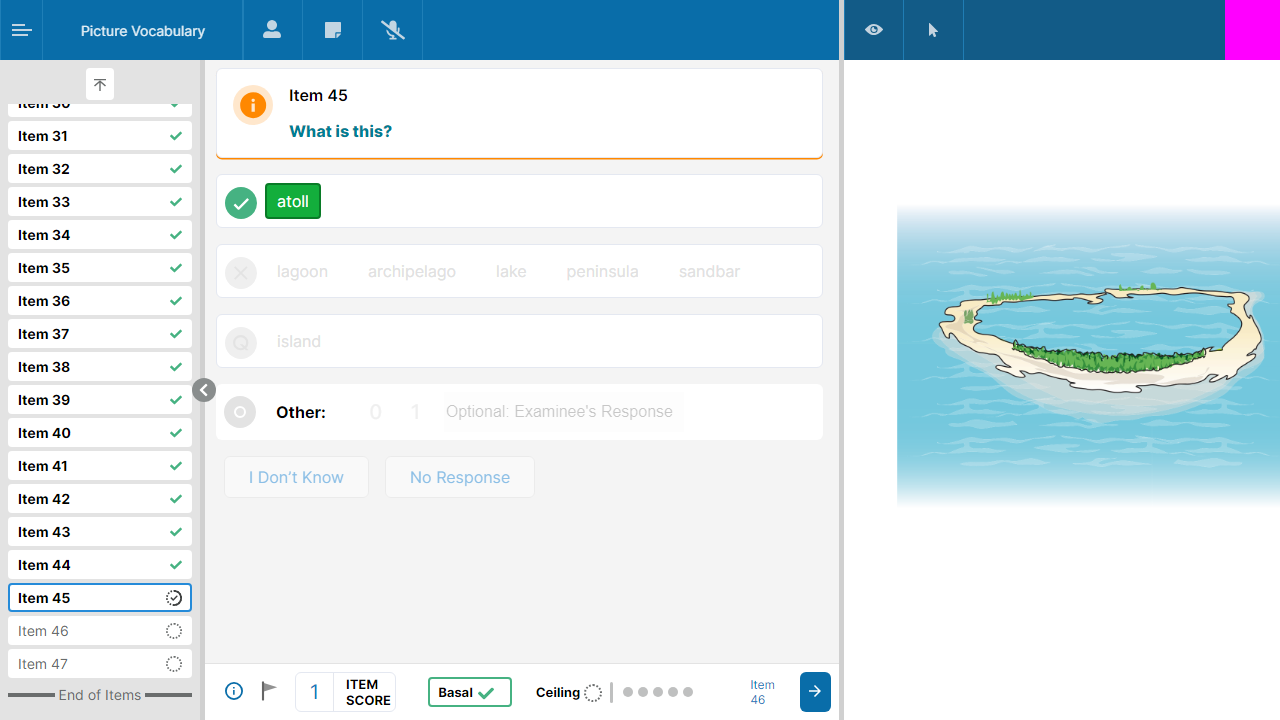 Picture Vocabulary
Item 30
Item 31
Item 32
Item 33
Item 34
Item 35
Item 36
Item 37
Item 38
Item 39
Item 40
Item 41
Item 42
Item 43
Item 44
Item 45
Item 46
Item 47
End of Items
Item 45
What is this?
atoll
lagoon archipelago lake peninsula sandbar
island
Other: 0 1 Optional: Examinee's Response
I Don't Know No Response
1 ITEM SCORE
Basal
Ceiling
Item 46